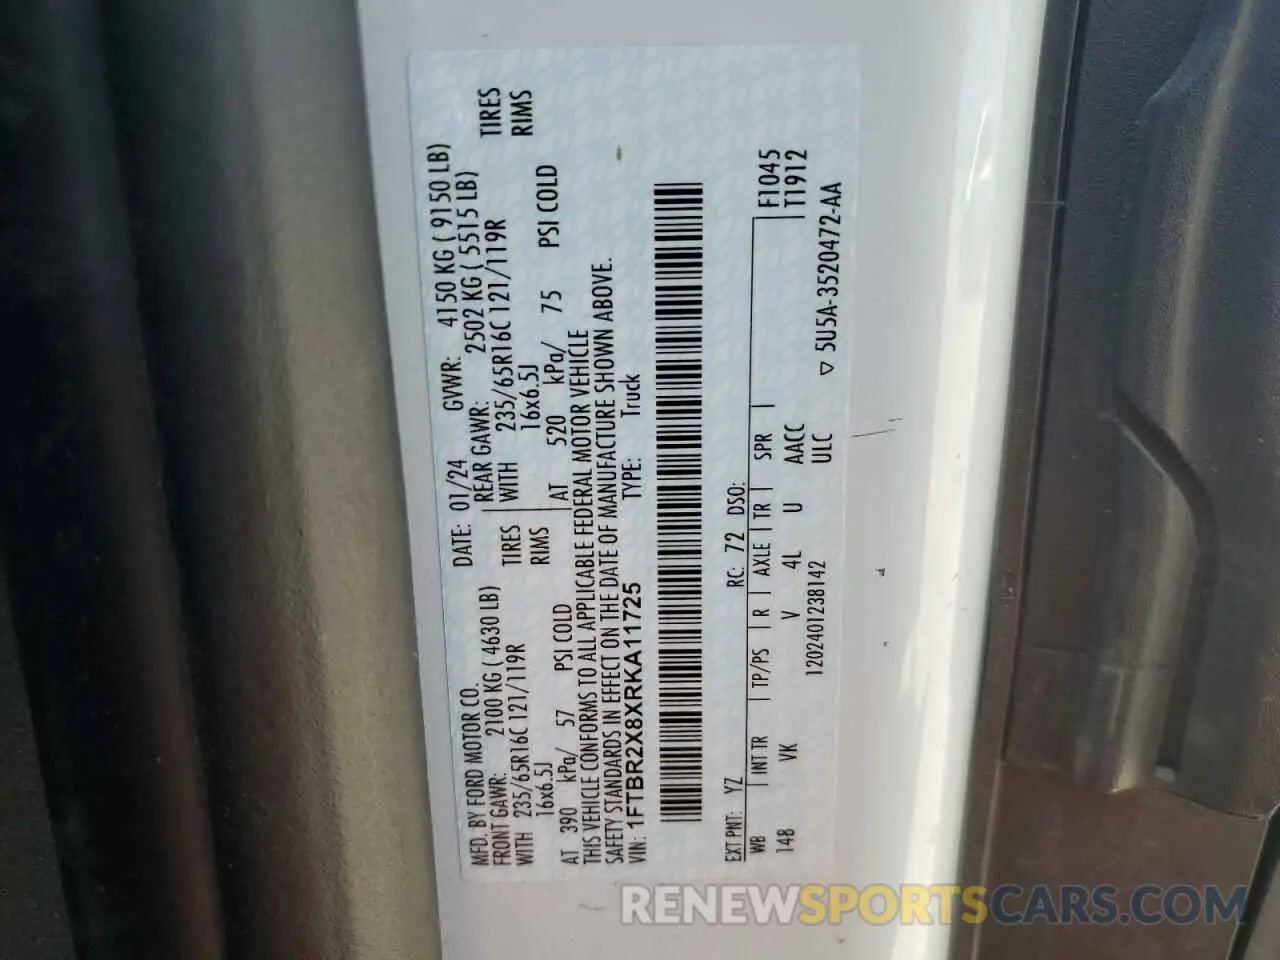 MFD. BY FORD MOTOR CO.
DATE: 01/24 GVWR: 4150 KG ( 9150 LB)
FRONT GAWR: 2100 KG ( 4630 LB)
REAR GAWR: 2502 KG ( 5515 LB)
WITH 235/65R16C 121/119R TIRES
WITH 235/65R16C 121/119R TIRES
16x6.5J RIMS
16x6.5J RIMS
AT 390 kPa/ 57 PSI COLD
AT 520 kPa/ 75 PSI COLD
THIS VEHICLE CONFORMS TO ALL APPLICABLE FEDERAL MOTOR VEHICLE
SAFETY STANDARDS IN EFFECT ON THE DATE OF MANUFACTURE SHOWN ABOVE.
VIN: 1FTBR2X8XRKA11725 TYPE: Truck
EXT PNT: YZ RC: 72 DSO:
WB INT TR TP/PS R AXLE TR SPR F1045
148 VK V 4L U AACC T1912
1202401238142 ULC
▽ 5U5A-3520472-AA
RENEWSPORTSCARS.COM